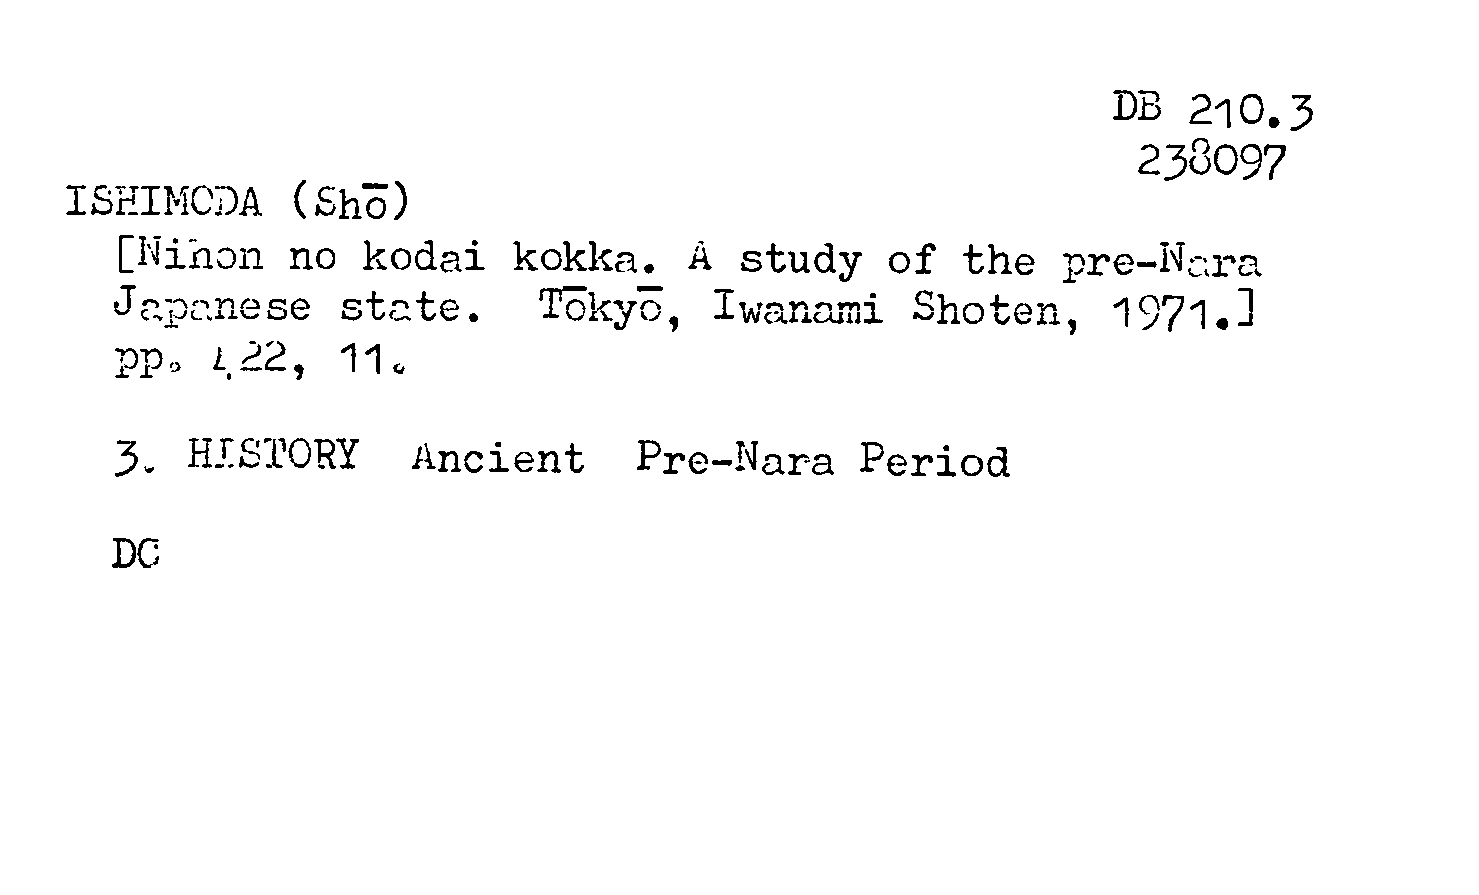 DB 210.3
238097
ISHIMODA (Shō)
[Nihon no kodai kokka. A study of the pre-Nara
Japanese state. Tōkyō, Iwanami Shoten, 1971.]
pp. 422, 11.
3. HISTORY Ancient Pre-Nara Period
DC